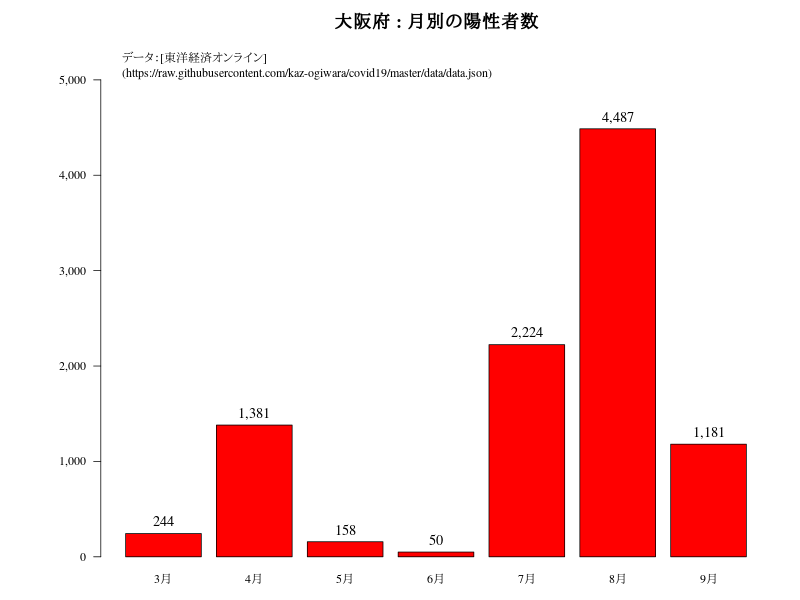 大阪府 : 月別の陽性者数
データ：[東洋経済オンライン]
(https://raw.githubusercontent.com/kaz-ogiwara/covid19/master/data/data.json)
5,000
4,000
3,000
2,000
1,000
0
244
1,381
158
50
2,224
4,487
1,181
3月
4月
5月
6月
7月
8月
9月